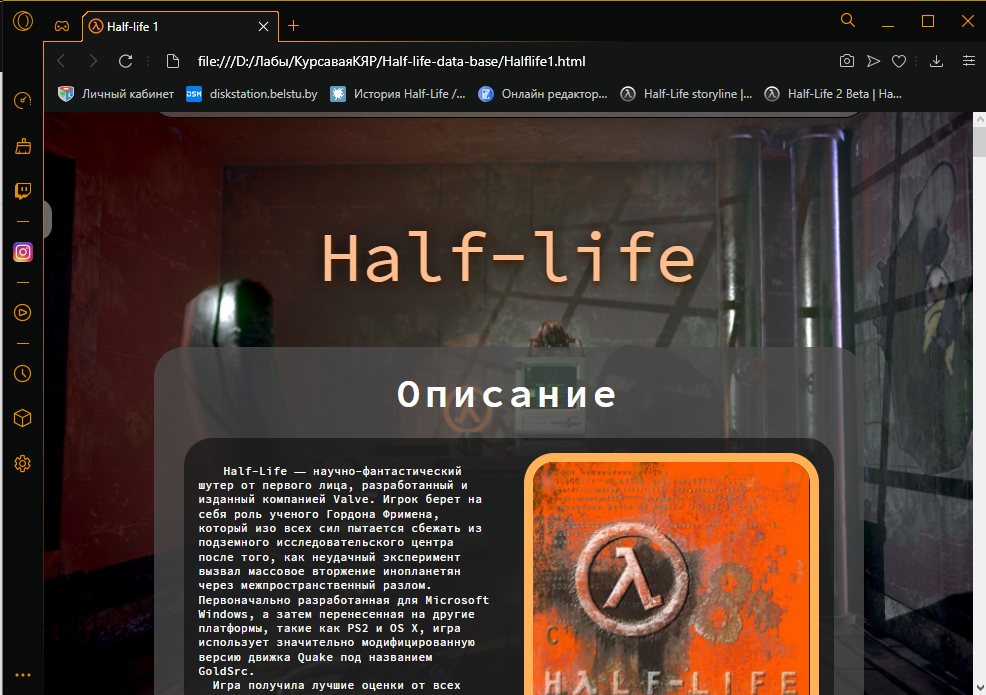 Half-life 1
file:///D:/Лабы/КурсаваяКЯР/Half-life-data-base/Halflife1.html
Личный кабинет
DSM
diskstation.belstu.by
История Half-Life /...
Онлайн редактор...
Half-Life storyline |...
Half-Life 2 Beta | На...
Half-life
Описание
Half-Life — научно-фантастический
шутер от первого лица, разработанный и
изданный компанией Valve. Игрок берет на
себя роль ученого Гордона Фримена,
который изо всех сил пытается сбежать из
подземного исследовательского центра
после того, как неудачный эксперимент
вызвал массовое вторжение инопланетян
через межпространственный разлом.
Первоначально разработанная для Microsoft
Windows, а затем перенесенная на другие
платформы, такие как PS2 и OS X, игра
использует значительно модифицированную
версию движка Quake под названием
GoldSrc.
Игра получила лучшие оценки от всех
λ
HALF-LIFE